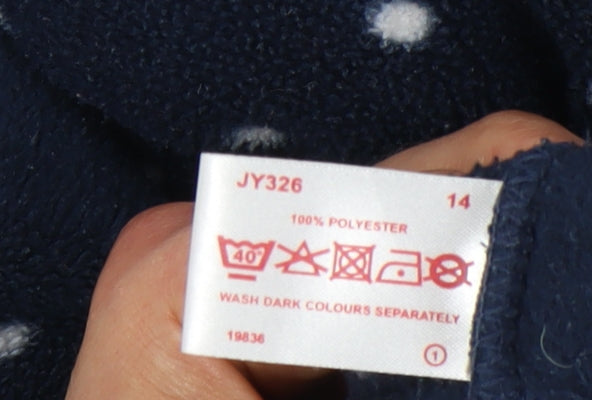 JY326 14
100% POLYESTER
40°
WASH DARK COLOURS SEPARATELY
19836 1